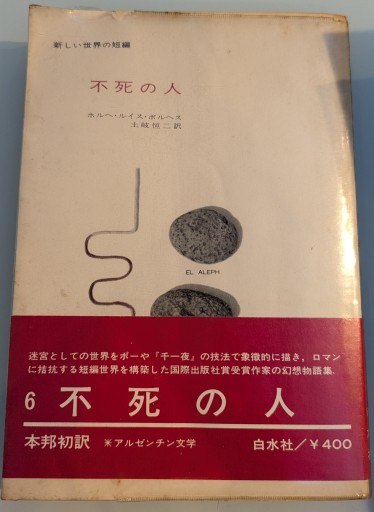 新しい世界の短編
不死の人
ホルヘ・ルイス・ボルヘス
土岐恒二訳
EL ALEPH
迷宮としての世界をポーや『千一夜』の技法で象徴的に描き，ロマン
に拮抗する短編世界を構築した国際出版社賞受賞作家の幻想物語集．
6 不死の人
本邦初訳 ※アルゼンチン文学 白水社／￥400